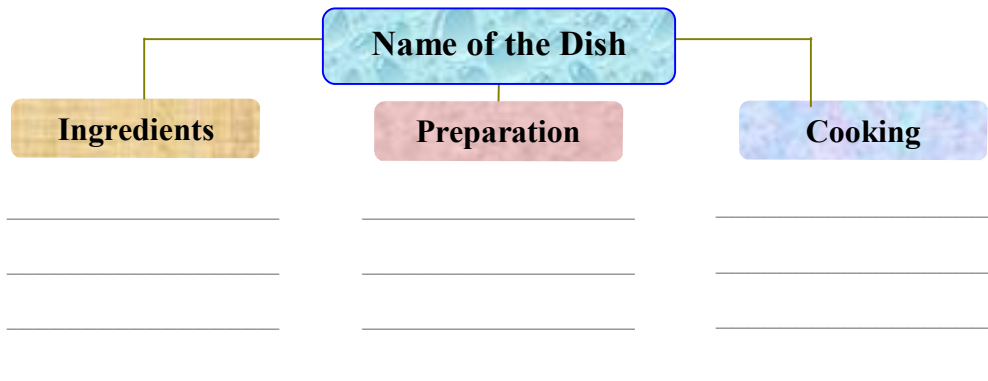 Name of the Dish
Ingredients
Preparation
Cooking